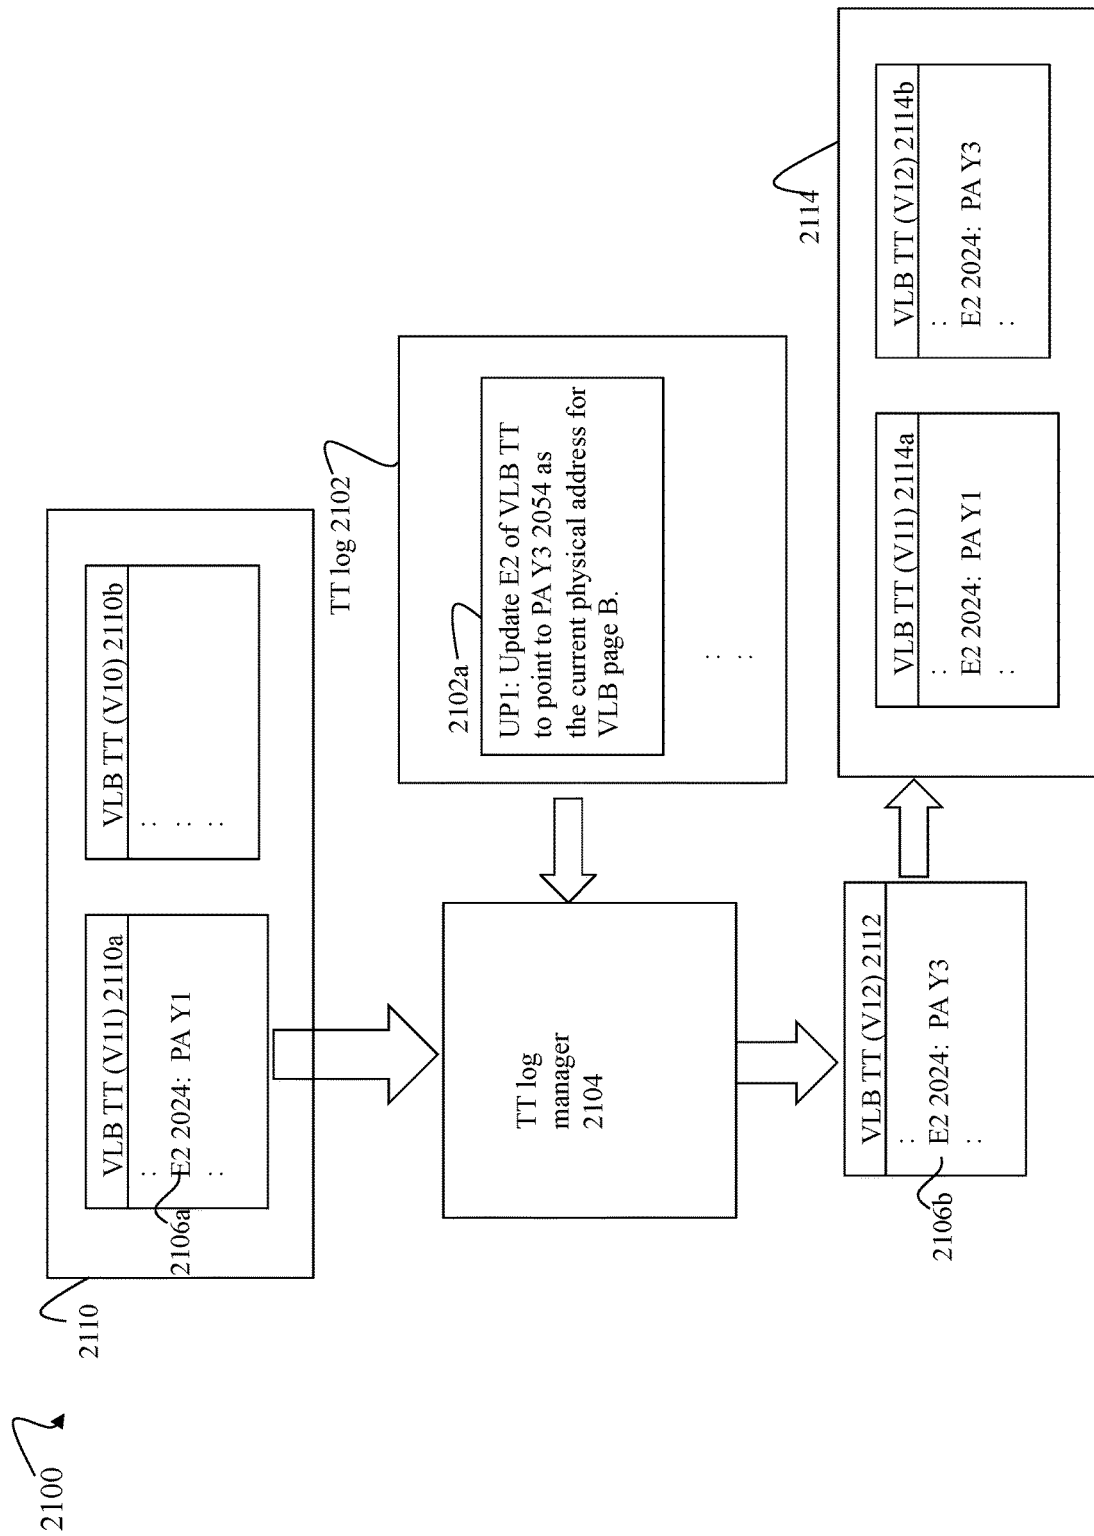 2100
2110
VLB TT (V11) 2110a
:
E2 2024:  PA Y1
:
2106a
VLB TT (V10) 2110b
:
:
:
TT log 2102
2102a
UP1: Update E2 of VLB TT
to point to PA Y3 2054 as
the current physical address for
VLB page B.
:
:
TT log
manager
2104
VLB TT (V12) 2112
:
E2 2024:  PA Y3
:
2106b
2114
VLB TT (V11) 2114a
:
E2 2024:  PA Y1
:
VLB TT (V12) 2114b
:
E2 2024:  PA Y3
: